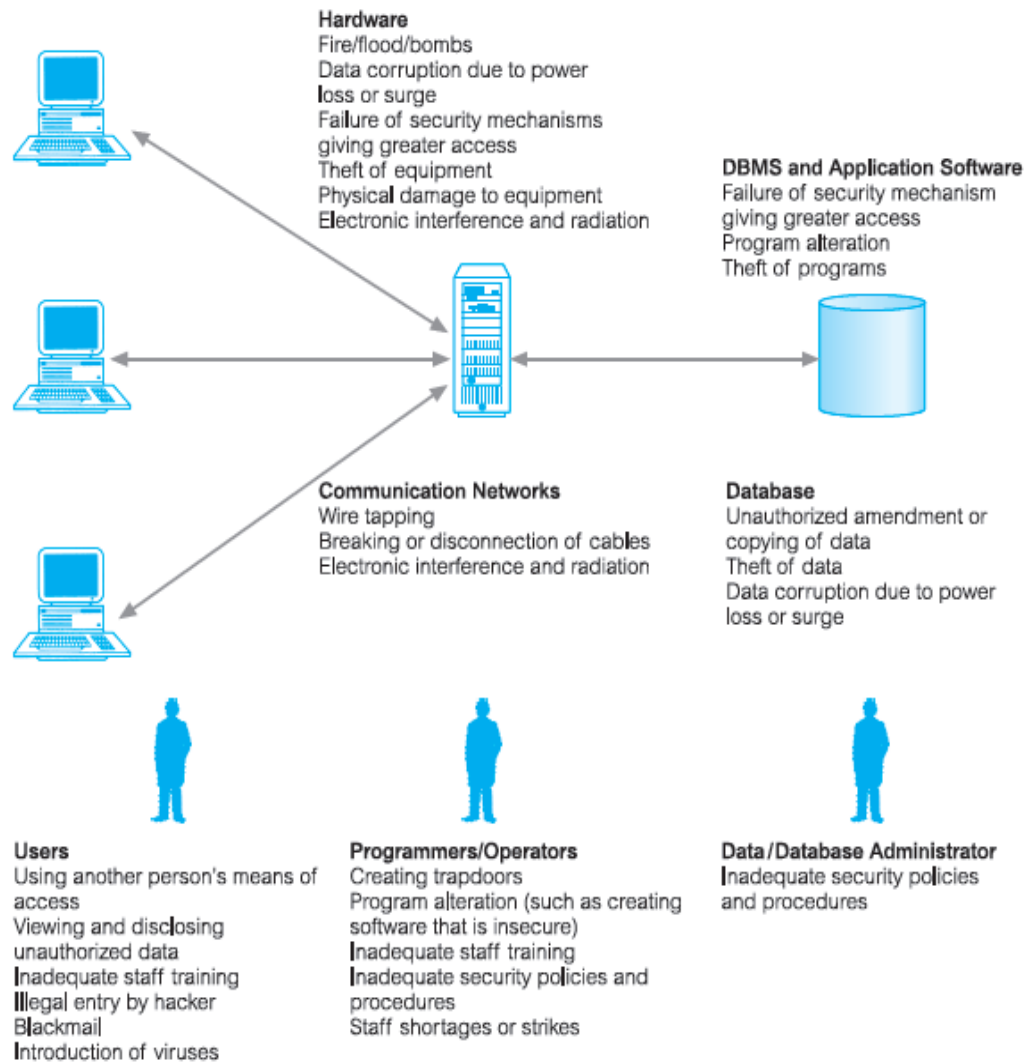 Hardware
Fire/flood/bombs
Data corruption due to power
loss or surge
Failure of security mechanisms
giving greater access
Theft of equipment
Physical damage to equipment
Electronic interference and radiation
DBMS and Application Software
Failure of security mechanism
giving greater access
Program alteration
Theft of programs
Communication Networks
Wire tapping
Breaking or disconnection of cables
Electronic interference and radiation
Database
Unauthorized amendment or
copying of data
Theft of data
Data corruption due to power
loss or surge
Users
Using another person's means of
access
Viewing and disclosing
unauthorized data
Inadequate staff training
Illegal entry by hacker
Blackmail
Introduction of viruses
Programmers/Operators
Creating trapdoors
Program alteration (such as creating
software that is insecure)
Inadequate staff training
Inadequate security policies and
procedures
Staff shortages or strikes
Data/Database Administrator
Inadequate security policies
and procedures